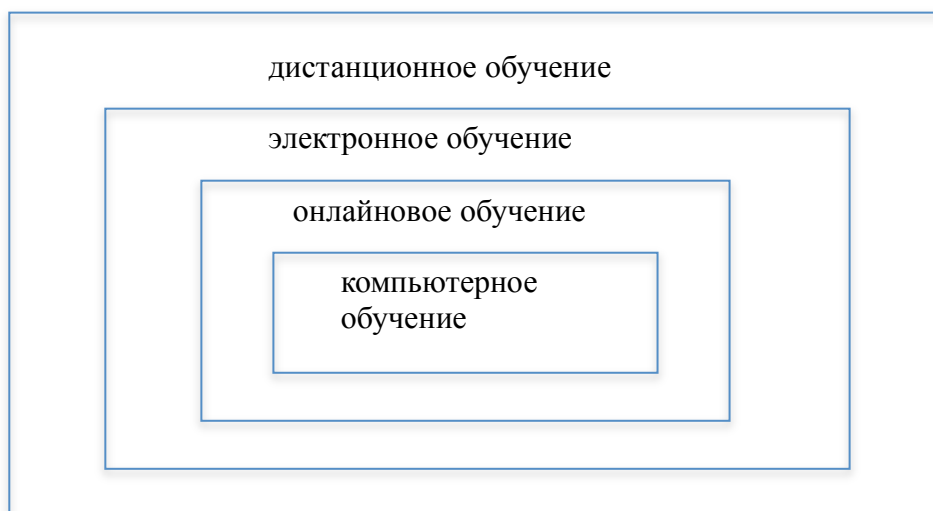 дистанционное обучение
электронное обучение
онлайновое обучение
компьютерное
обучение